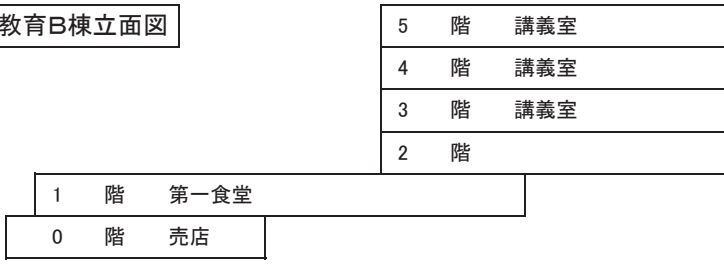 教育B棟立面図
5 階 講義室
4 階 講義室
3 階 講義室
2 階
1 階 第一食堂
0 階 売店